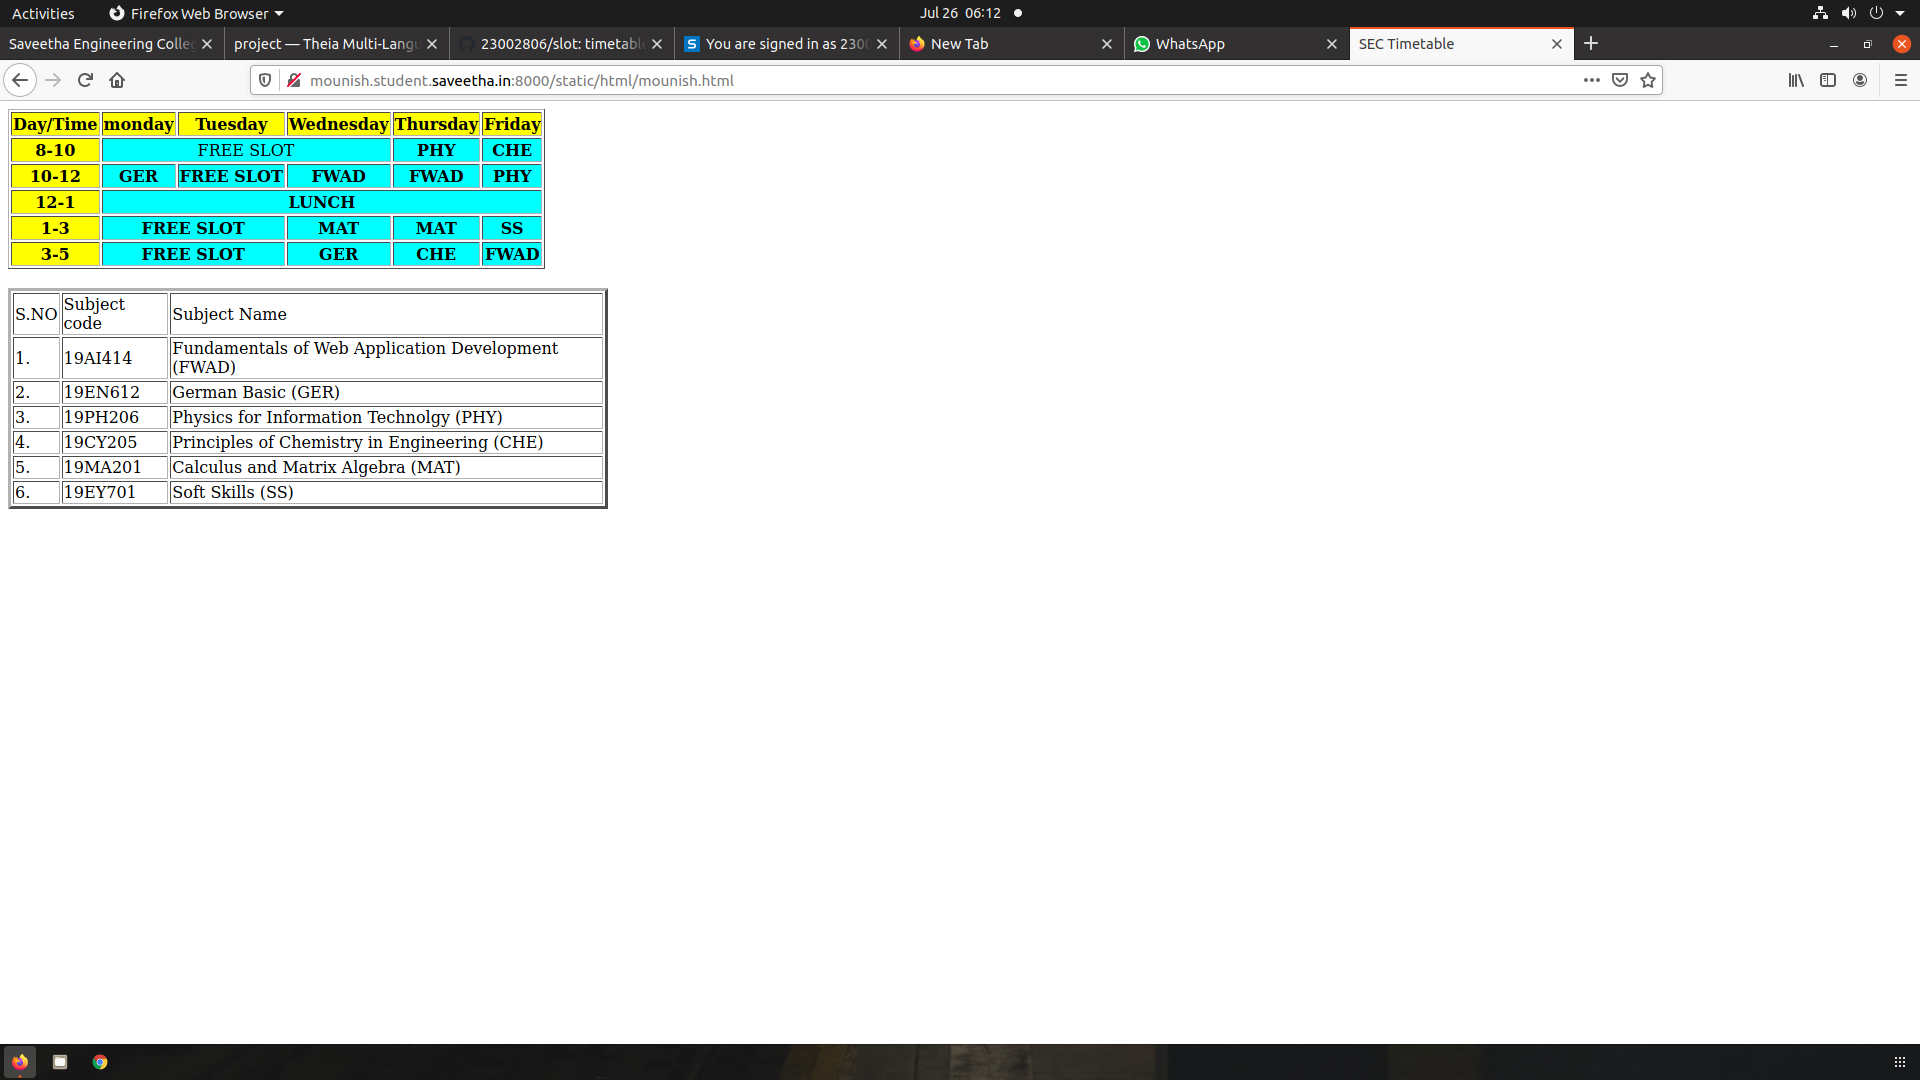 Activities Firefox Web Browser Jul 26 06:12
Saveetha Engineering Colle project — Theia Multi-Langu 23002806/slot: timetabl You are signed in as 230 New Tab WhatsApp SEC Timetable
mounish.student.saveetha.in:8000/static/html/mounish.html
Day/Time monday Tuesday Wednesday Thursday Friday
8-10 FREE SLOT PHY CHE
10-12 GER FREE SLOT FWAD FWAD PHY
12-1 LUNCH
1-3 FREE SLOT MAT MAT SS
3-5 FREE SLOT GER CHE FWAD
S.NO Subject code Subject Name
1. 19AI414 Fundamentals of Web Application Development (FWAD)
2. 19EN612 German Basic (GER)
3. 19PH206 Physics for Information Technolgy (PHY)
4. 19CY205 Principles of Chemistry in Engineering (CHE)
5. 19MA201 Calculus and Matrix Algebra (MAT)
6. 19EY701 Soft Skills (SS)